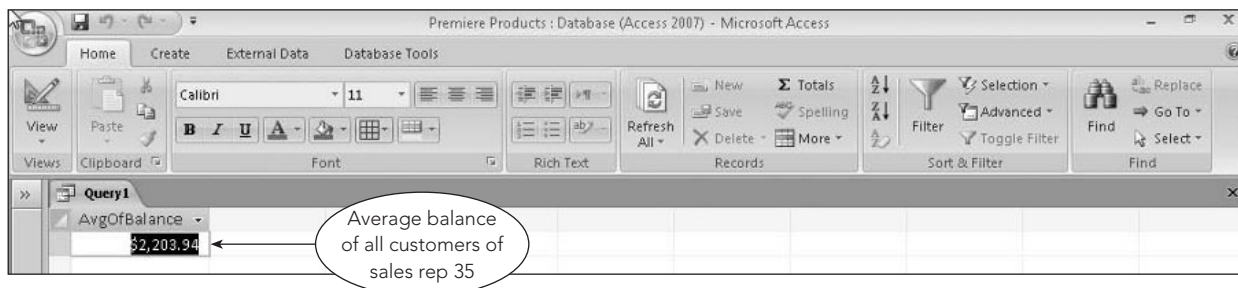 Premiere Products : Database (Access 2007) - Microsoft Access
Home Create External Data Database Tools
View
Paste
Calibri 11
B I U A
ab
Refresh All
New
Save
Delete
Σ Totals
ABC Spelling
More
A Z
Z A
A Z
Filter
Selection
Advanced
Toggle Filter
Find
Replace
Go To
Select
Views Clipboard Font Rich Text Records Sort & Filter Find
Query1
AvgOfBalance
$2,203.94
Average balance
of all customers of
sales rep 35